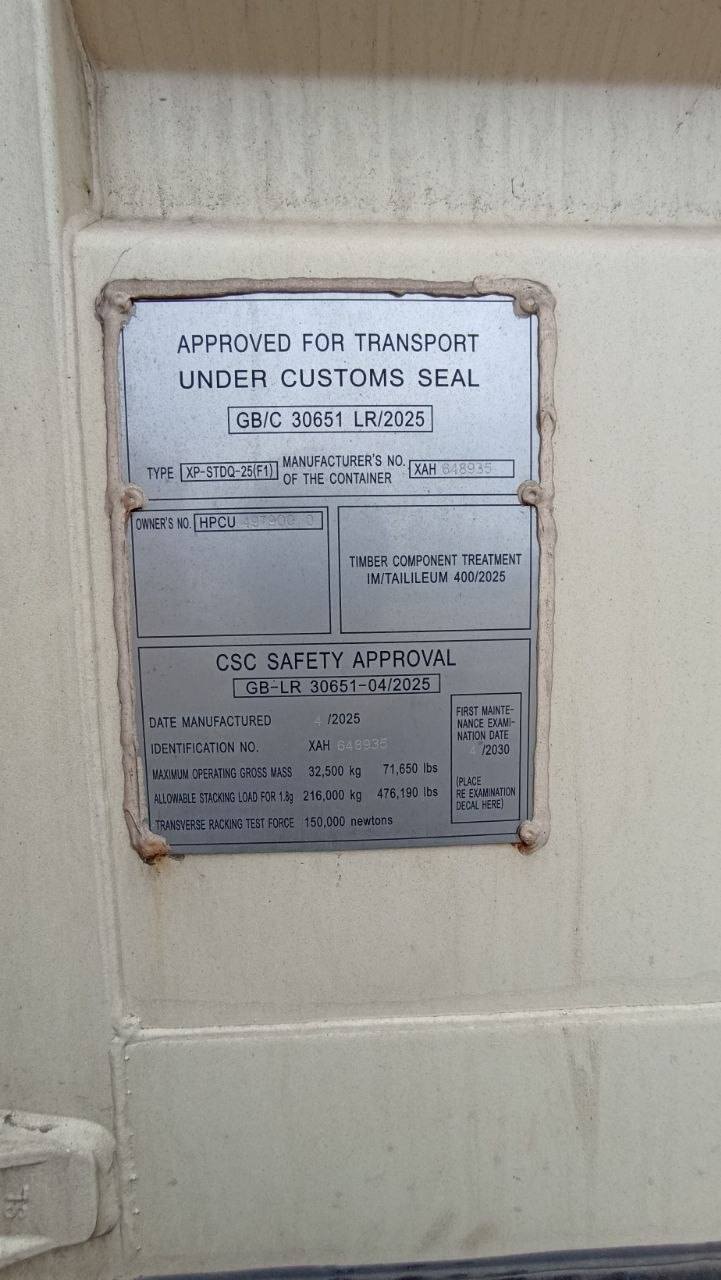 APPROVED FOR TRANSPORT
UNDER CUSTOMS SEAL
GB/C 30651 LR/2025
TYPE XP-STDQ-25(F1)
MANUFACTURER'S NO.
OF THE CONTAINER
XAH 648935
OWNER'S NO. HPCU
TIMBER COMPONENT TREATMENT
IM/TAILILEUM 400/2025
CSC SAFETY APPROVAL
GB-LR 30651-04/2025
DATE MANUFACTURED 4 /2025
IDENTIFICATION NO. XAH 648935
MAXIMUM OPERATING GROSS MASS 32,500 kg 71,650 lbs
ALLOWABLE STACKING LOAD FOR 1.8g 216,000 kg 476,190 lbs
TRANSVERSE RACKING TEST FORCE 150,000 newtons
FIRST MAINTE-
NANCE EXAMI-
NATION DATE
4 /2030
(PLACE
RE EXAMINATION
DECAL HERE)